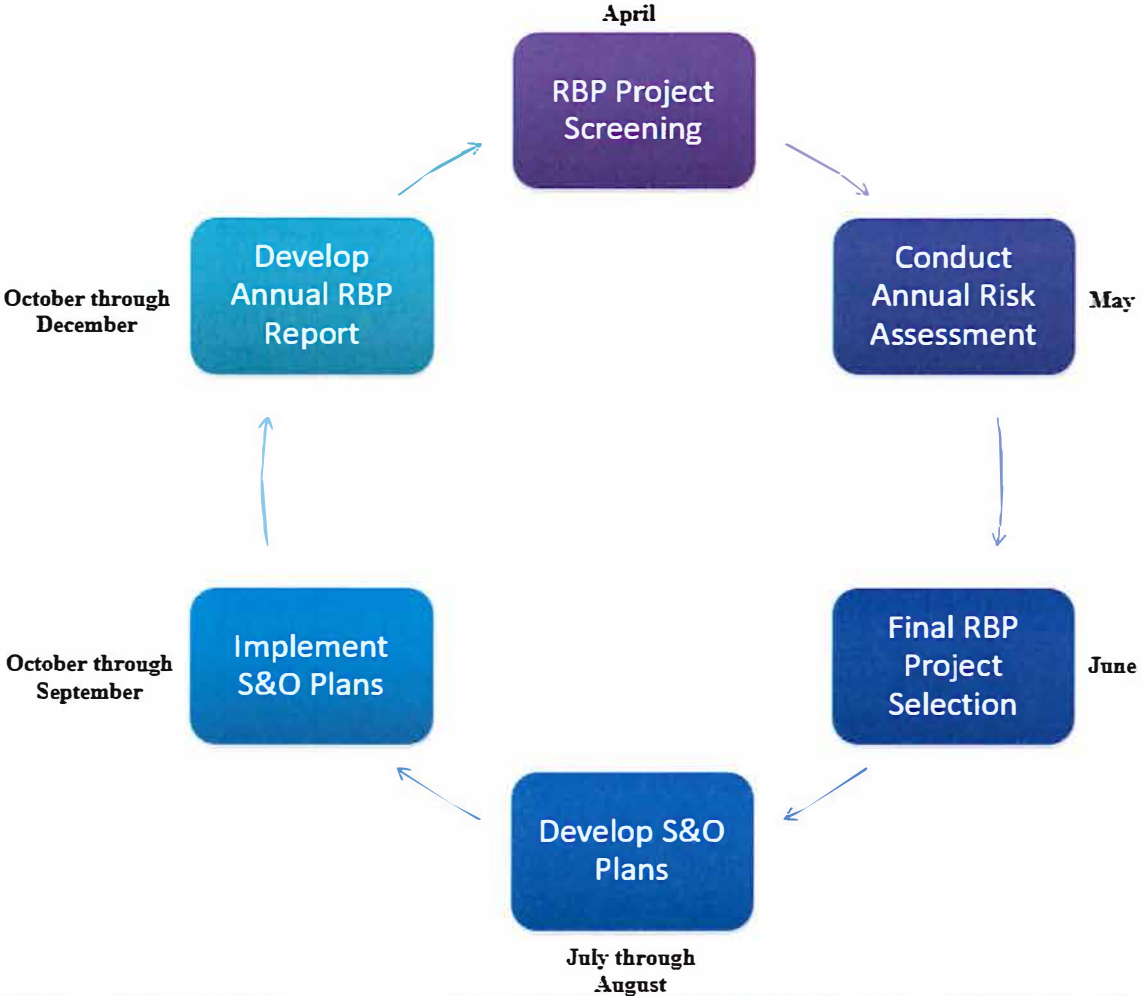 April
RBP Project
Screening
Conduct
Annual Risk
Assessment
May
Final RBP
Project
Selection
June
Develop S&O
Plans
July through
August
Implement
S&O Plans
October through
September
Develop
Annual RBP
Report
October through
December